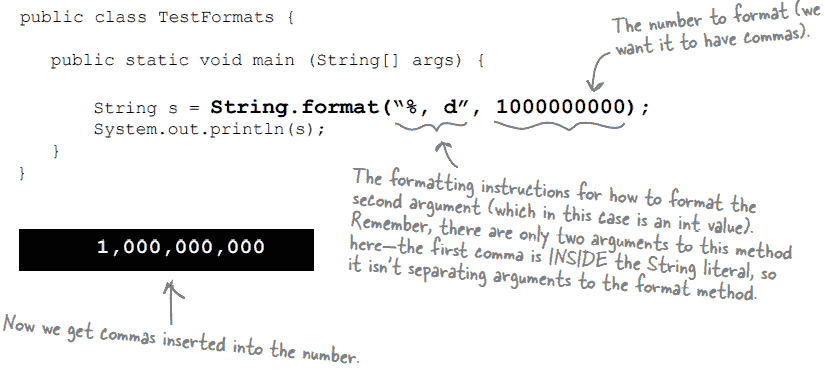 public class TestFormats {
The number to format (we
want it to have commas).
public static void main (String[] args) {
String s = String.format(“%, d”, 1000000000);
System.out.println(s);
}
}
The formatting instructions for how to format the
second argument (which in this case is an int value).
Remember, there are only two arguments to this method
here—the first comma is INSIDE the String literal, so
it isn't separating arguments to the format method.
1,000,000,000
Now we get commas inserted into the number.